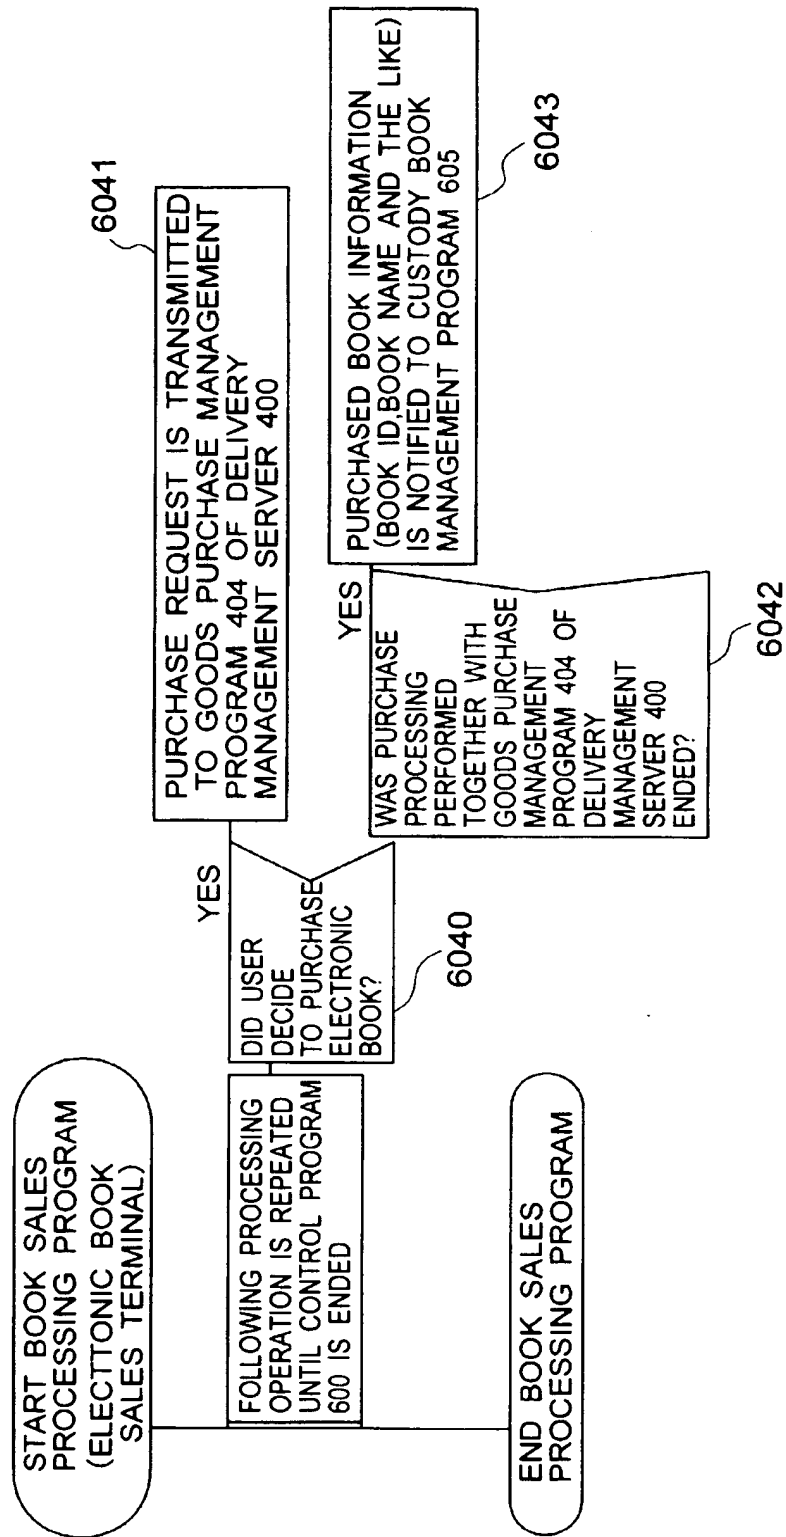 START BOOK SALES
PROCESSING PROGRAM
(ELECTTONIC BOOK
SALES TERMINAL)
FOLLOWING PROCESSING
OPERATION IS REPEATED
UNTIL CONTROL PROGRAM
600 IS ENDED
DID USER
DECIDE
TO PURCHASE
ELECTRONIC
BOOK?
6040
YES
PURCHASE REQUEST IS TRANSMITTED
TO GOODS PURCHASE MANAGEMENT
PROGRAM 404 OF DELIVERY
MANAGEMENT SERVER 400
6041
WAS PURCHASE
PROCESSING
PERFORMED
TOGETHER WITH
GOODS PURCHASE
MANAGEMENT
PROGRAM 404 OF
DELIVERY
MANAGEMENT
SERVER 400
ENDED?
6042
YES
PURCHASED BOOK INFORMATION
(BOOK ID,BOOK NAME AND THE LIKE)
IS NOTIFIED TO CUSTODY BOOK
MANAGEMENT PROGRAM 605
6043
END BOOK SALES
PROCESSING PROGRAM